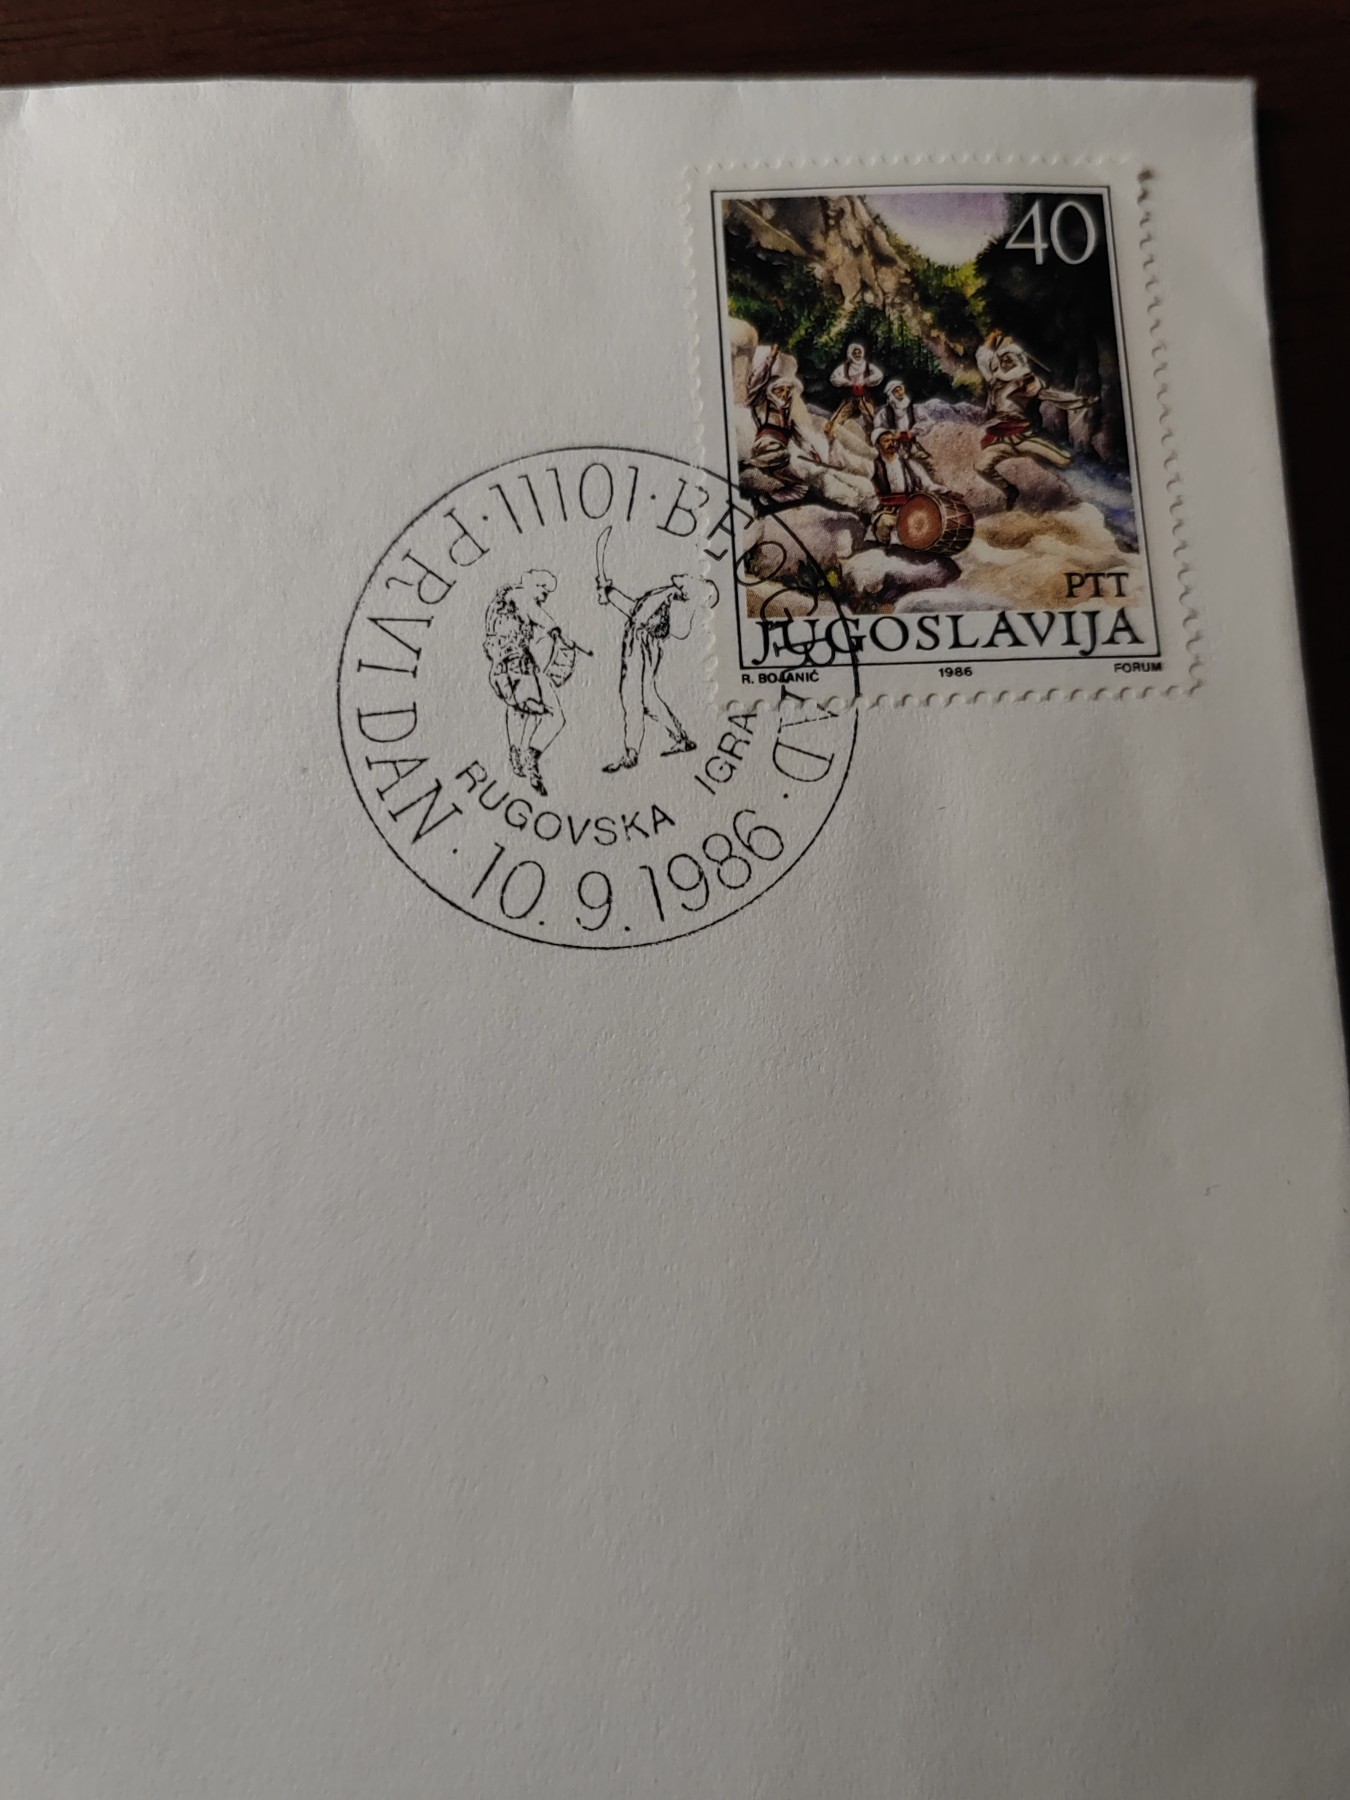 40
PTT
JUGOSLAVIJA
R. BOJANIĆ 1986 FORUM
PRVI DAN · P.P. 11101 · BEOGRAD ·
10.9.1986
RUGOVSKA IGRA